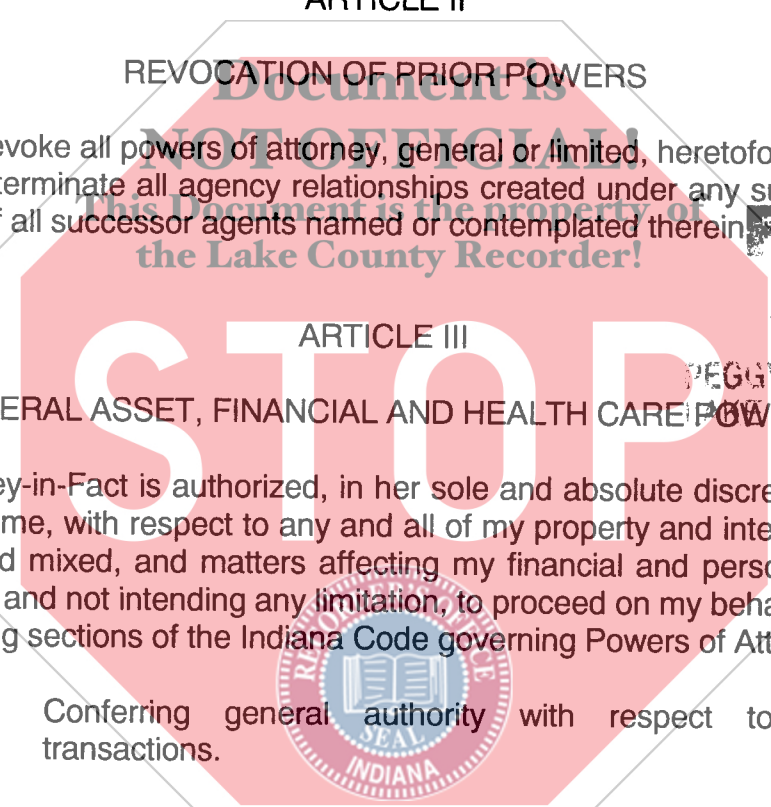 ARTICLE II
REVOCATION OF PRIOR POWERS
Document is
evoke all powers of attorney, general or limited, heretofo
NOT OFFICIAL!
terminate all agency relationships created under any su
This Document is the property of
f all successor agents named or contemplated therein.
the Lake County Recorder!
ARTICLE III
STOP
PEGGY
ERAL ASSET, FINANCIAL AND HEALTH CARE POW
ey-in-Fact is authorized, in her sole and absolute discre
me, with respect to any and all of my property and inte
d mixed, and matters affecting my financial and perso
and not intending any limitation, to proceed on my beha
g sections of the Indiana Code governing Powers of Att
Conferring general authority with respect to
transactions.
RECORDER'S OFFICE
SEAL
INDIANA